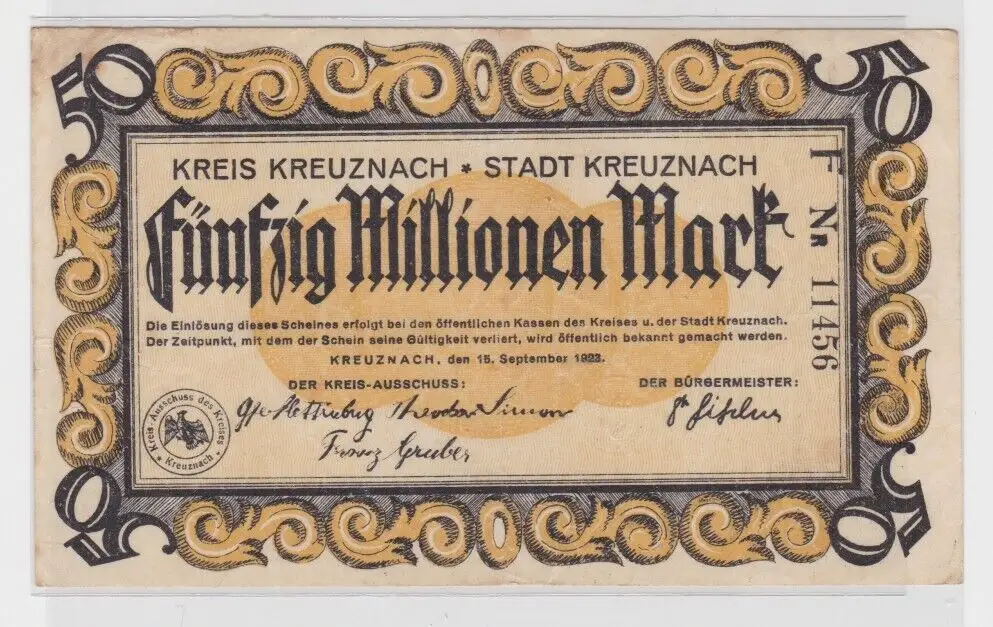 50
50
KREIS KREUZNACH * STADT KREUZNACH
Fünfzig Millionen Mark
Die Einlösung dieses Scheines erfolgt bei den öffentlichen Kassen des Kreises u. der Stadt Kreuznach.
Der Zeitpunkt, mit dem der Schein seine Gültigkeit verliert, wird öffentlich bekannt gemacht werden.
KREUZNACH, den 15. September 1923.
DER KREIS-AUSSCHUSS:
DER BÜRGERMEISTER:
Theodor Simon
Franz Gruber
Kreis-Ausschuss des Kreises
* Kreuznach *
F Nr. 11456
50
50